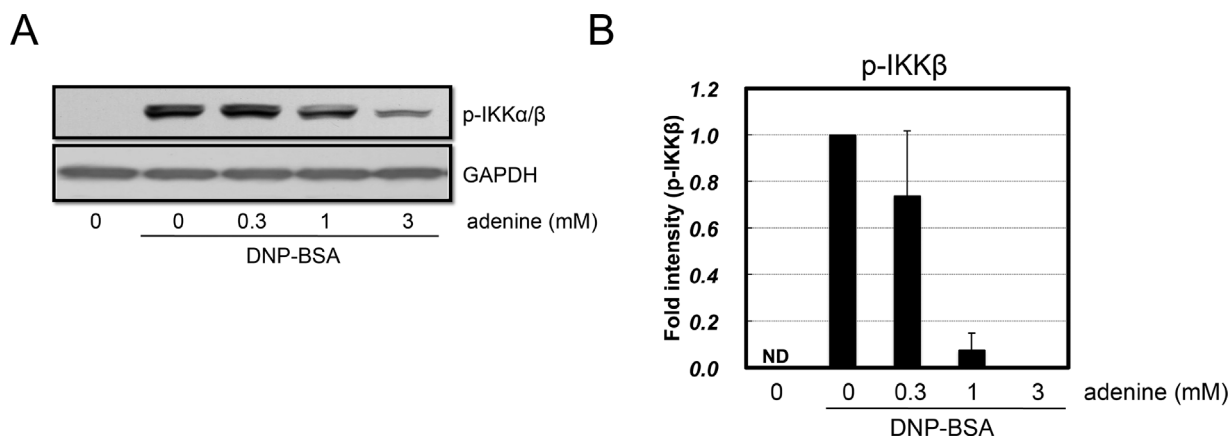 A
p-IKKα/β
GAPDH
0 0 0.3 1 3 adenine (mM)
DNP-BSA
B
p-IKKβ
Fold intensity (p-IKKβ)
1.2
1.0
0.8
0.6
0.4
0.2
0.0
ND
0 0 0.3 1 3 adenine (mM)
DNP-BSA